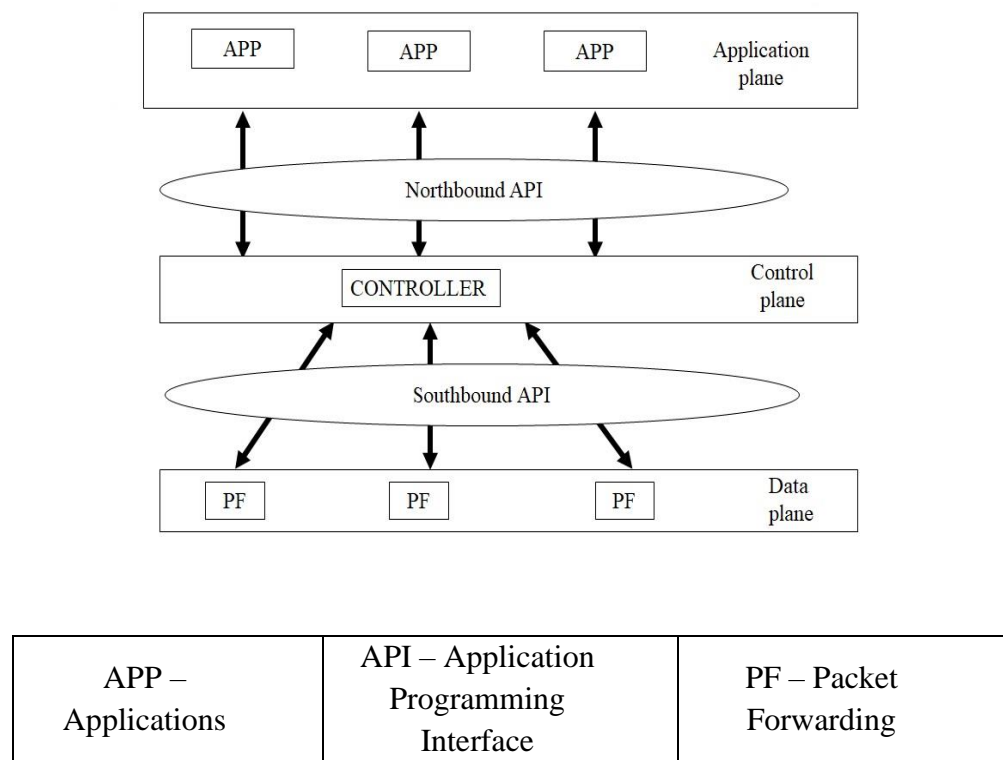 APP APP APP Application
plane
Northbound API
Control
plane
CONTROLLER
Southbound API
Data
plane
PF PF PF
APP –
Applications
API – Application
Programming
Interface
PF – Packet
Forwarding